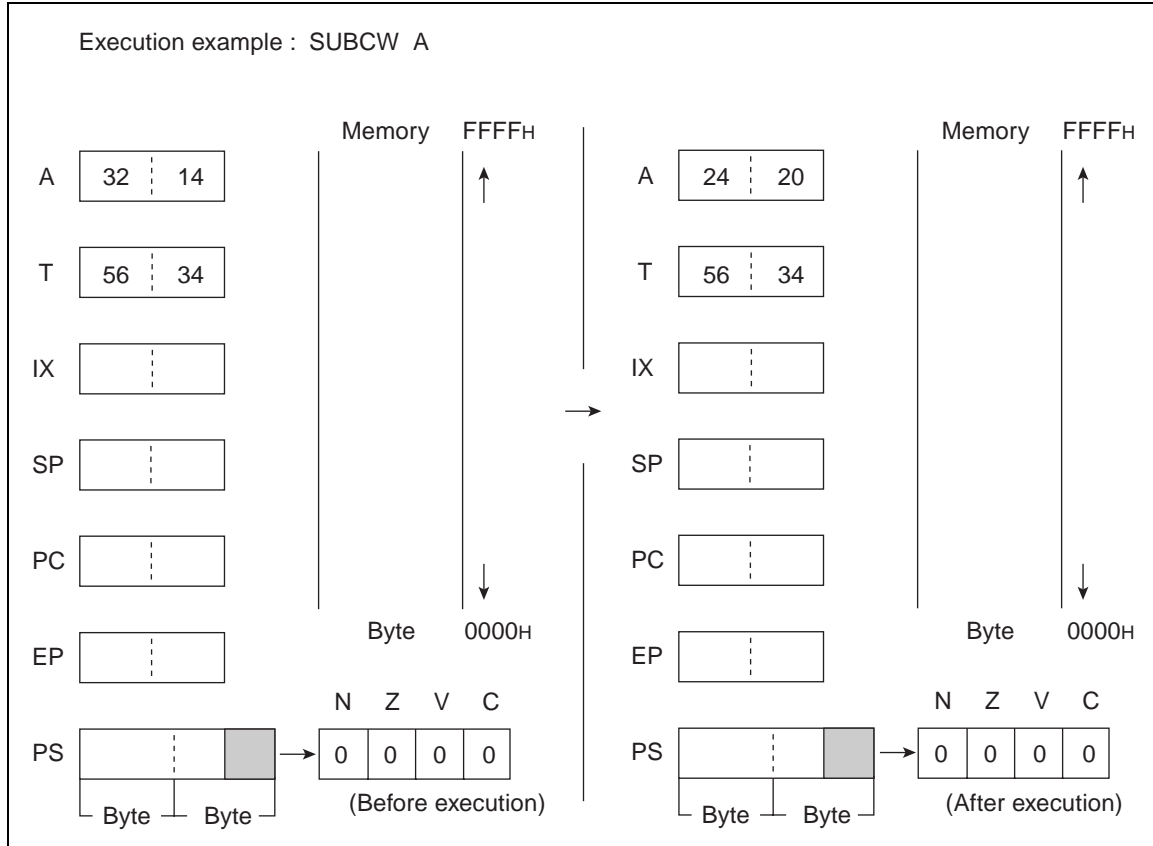 Execution example : SUBCW A
Memory FFFFH
A 32 14
T 56 34
IX
SP
PC
EP
Byte 0000H
N Z V C
PS 0 0 0 0
Byte Byte
(Before execution)
Memory FFFFH
A 24 20
T 56 34
IX
SP
PC
EP
Byte 0000H
N Z V C
PS 0 0 0 0
Byte Byte
(After execution)